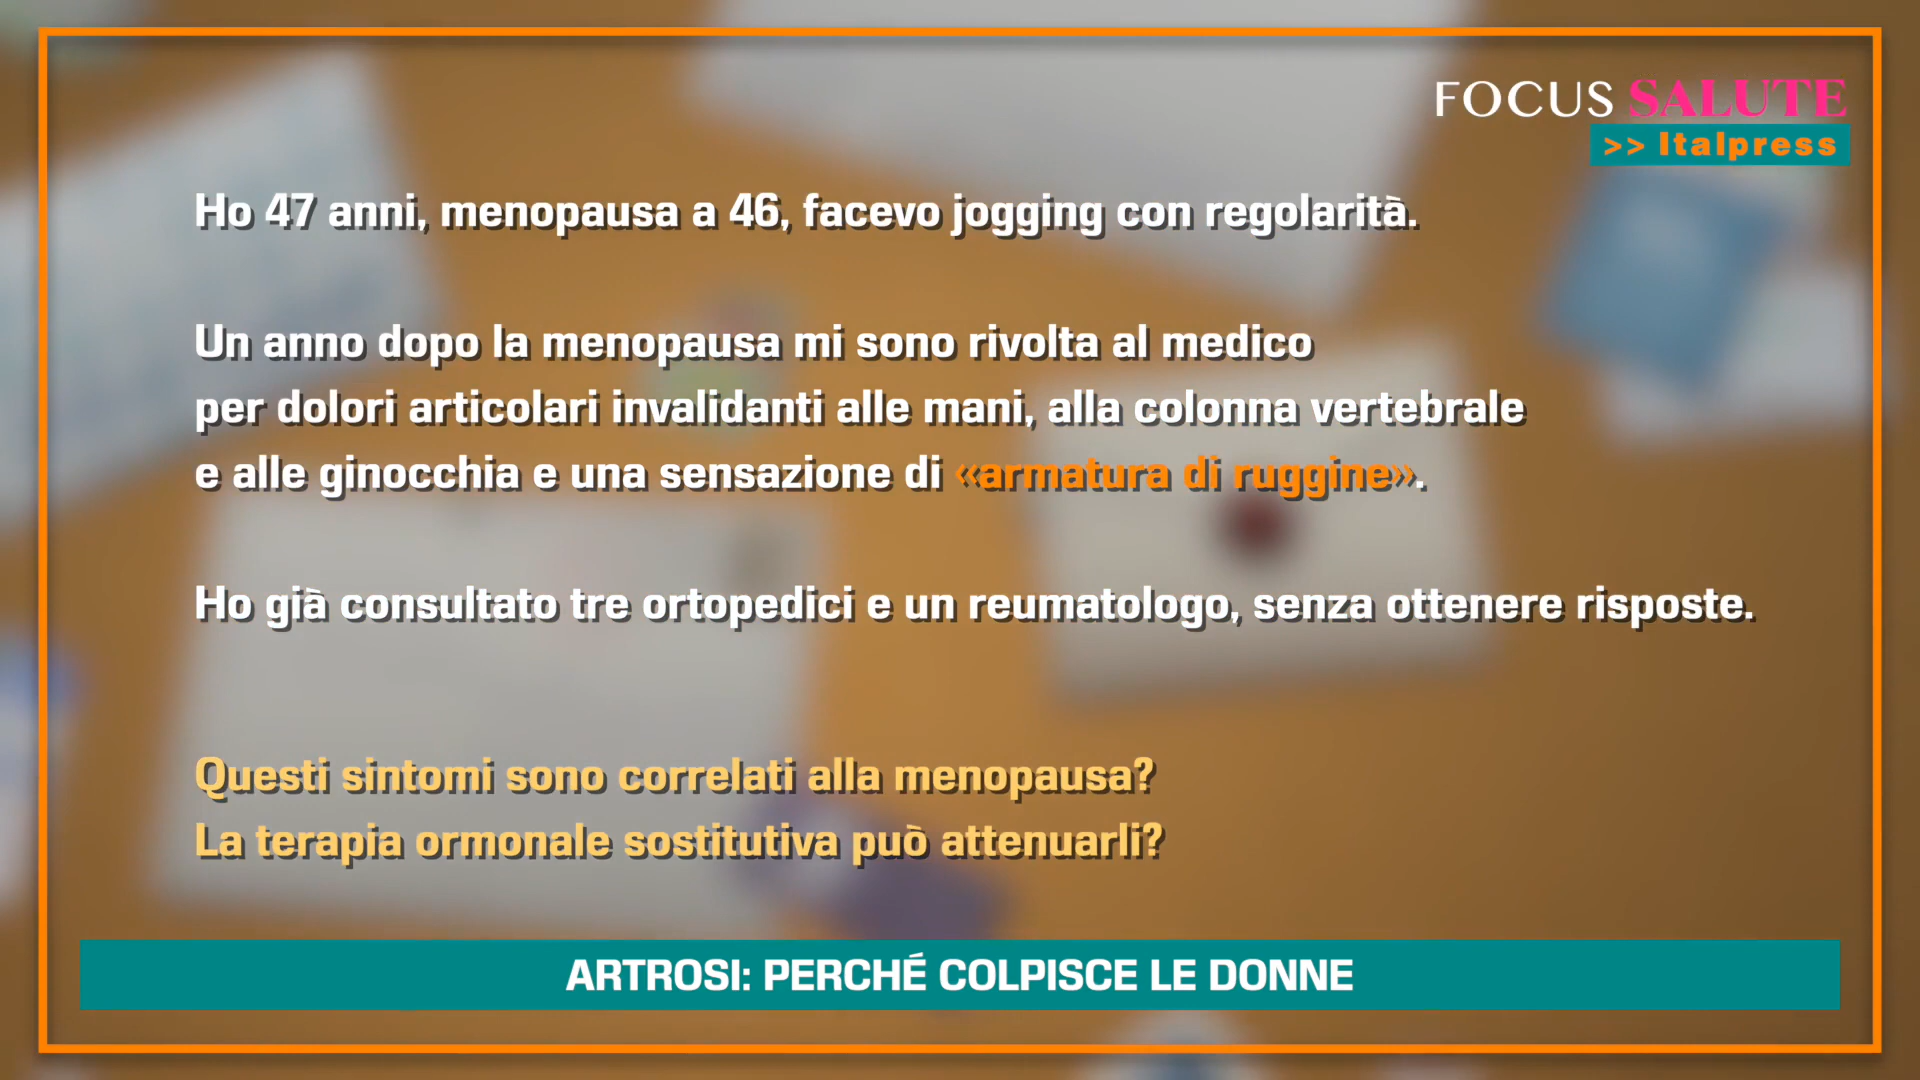 FOCUS SALUTE
>> Italpress
Ho 47 anni, menopausa a 46, facevo jogging con regolarità.
Un anno dopo la menopausa mi sono rivolta al medico
per dolori articolari invalidanti alle mani, alla colonna vertebrale
e alle ginocchia e una sensazione di «armatura di ruggine».
Ho già consultato tre ortopedici e un reumatologo, senza ottenere risposte.
Questi sintomi sono correlati alla menopausa?
La terapia ormonale sostitutiva può attenuarli?
ARTROSI: PERCHÉ COLPISCE LE DONNE